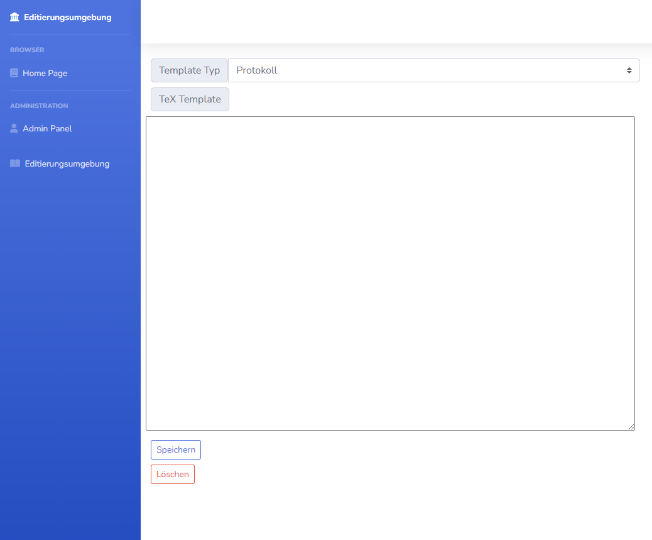 Editierungsumgebung
BROWSER
Home Page
ADMINISTRATION
Admin Panel
Editierungsumgebung
Template Typ Protokoll
TeX Template
Speichern
Löschen